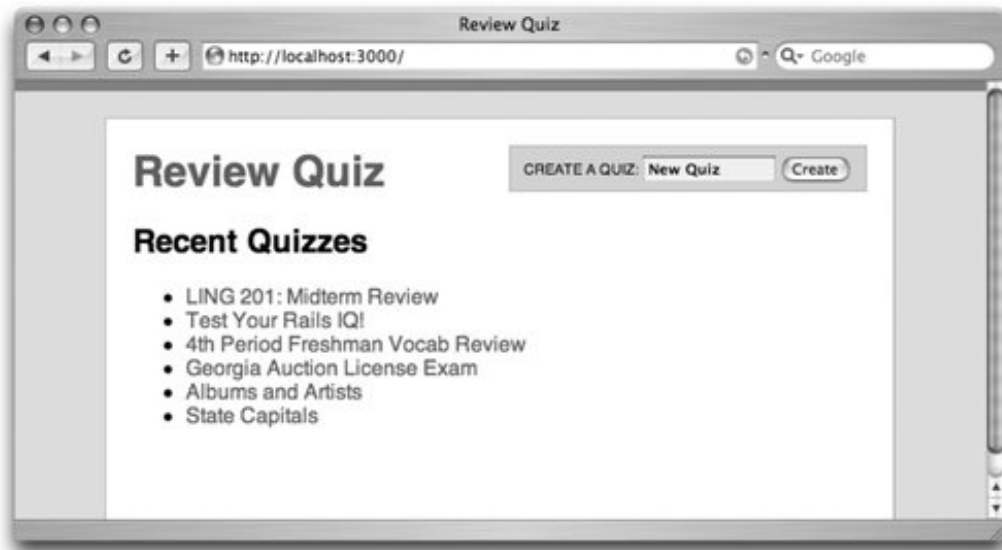 Review Quiz
http://localhost:3000/
Google
Review Quiz
CREATE A QUIZ: New Quiz Create
Recent Quizzes
LING 201: Midterm Review
Test Your Rails IQ!
4th Period Freshman Vocab Review
Georgia Auction License Exam
Albums and Artists
State Capitals